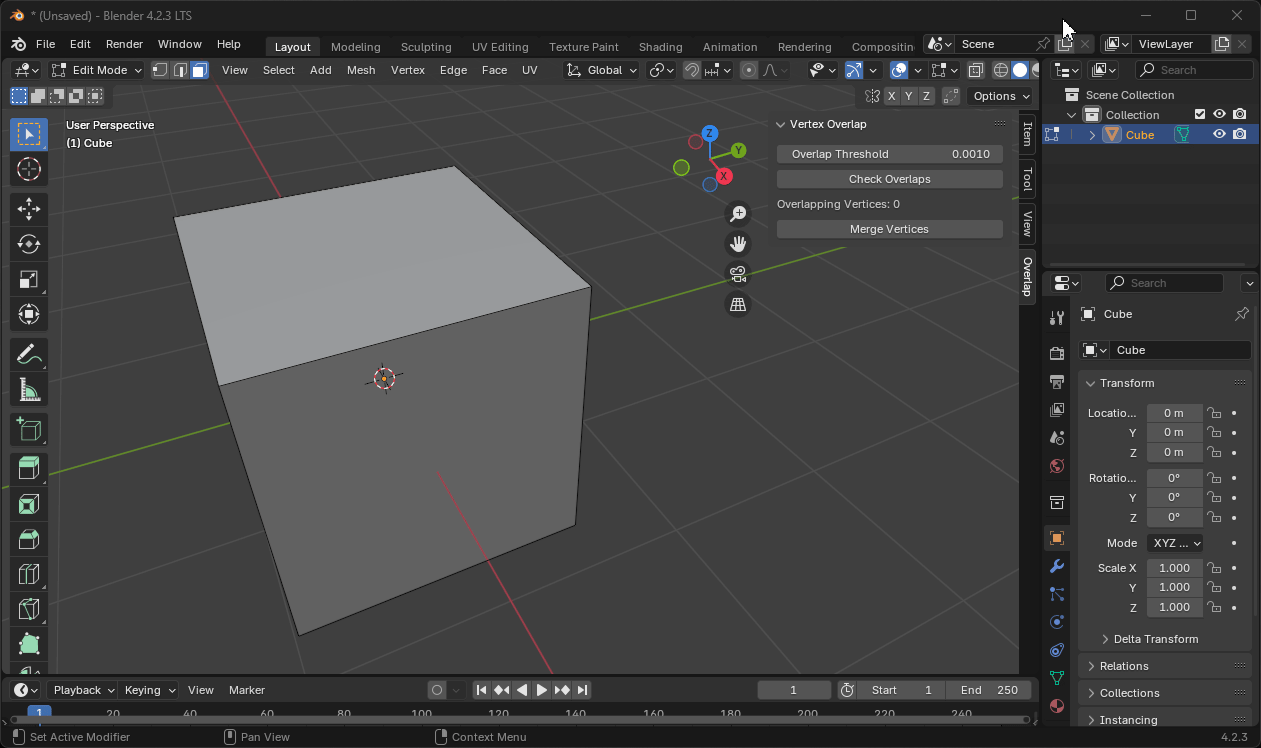 * (Unsaved) - Blender 4.2.3 LTS
File Edit Render Window Help Layout Modeling Sculpting UV Editing Texture Paint Shading Animation Rendering Compositin Scene ViewLayer
Edit Mode View Select Add Mesh Vertex Edge Face UV Global Search
X Y Z Options
Scene Collection
Collection
Cube
User Perspective
(1) Cube
Z
Y
X
Vertex Overlap
Overlap Threshold 0.0010
Check Overlaps
Overlapping Vertices: 0
Merge Vertices
Item
Tool
View
Overlap
Search
Cube
Cube
Transform
Locatio... 0 m
Y 0 m
Z 0 m
Rotatio... 0°
Y 0°
Z 0°
Mode XYZ ...
Scale X 1.000
Y 1.000
Z 1.000
Delta Transform
Relations
Collections
Instancing
Playback Keying View Marker 1 Start 1 End 250
1 20 40 60 80 100 120 140 160 180 200 220 240
Set Active Modifier Pan View Context Menu 4.2.3